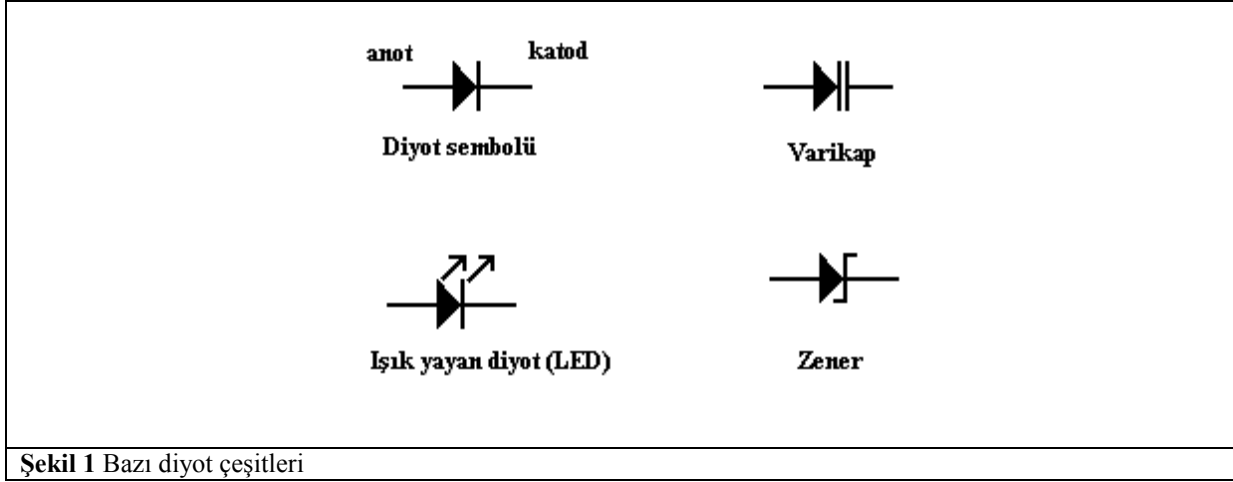 anot katod
Diyot sembolü
Varikap
Işık yayan diyot (LED)
Zener
Şekil 1 Bazı diyot çeşitleri